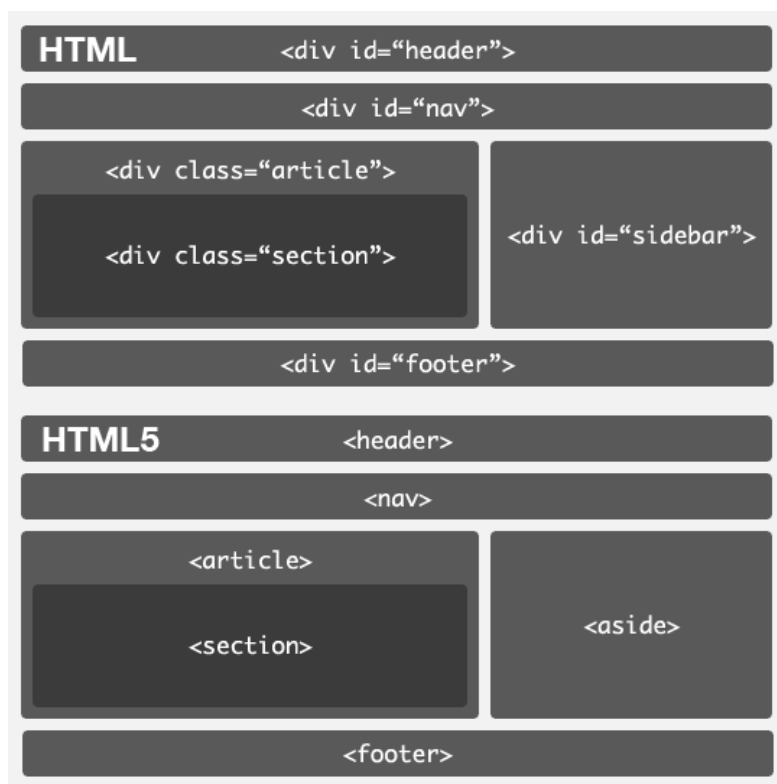 HTML <div id=“header”>
<div id=“nav”>
<div class=“article”>
<div class=“section”>
<div id=“sidebar”>
<div id=“footer”>
HTML5 <header>
<nav>
<article>
<section>
<aside>
<footer>